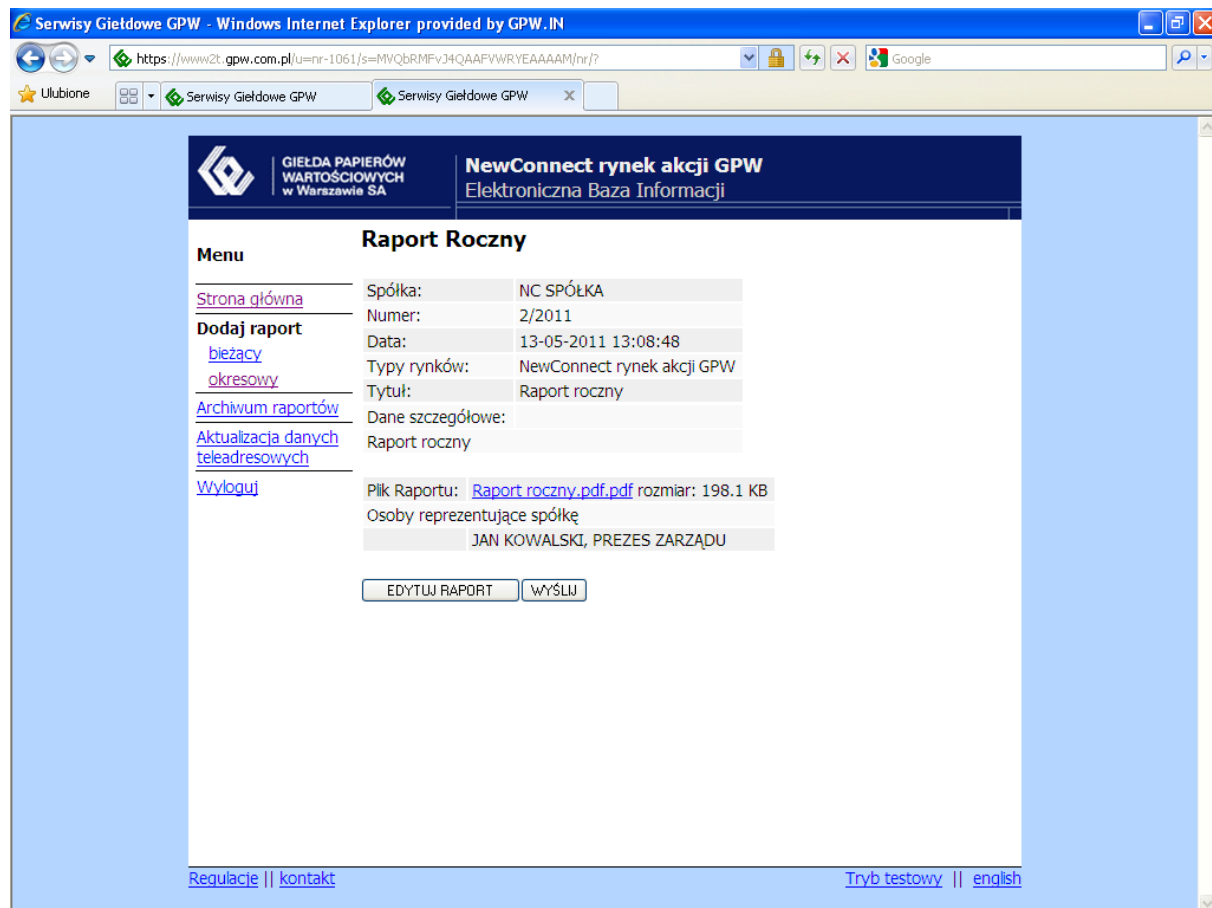 Serwisy Giełdowe GPW - Windows Internet Explorer provided by GPW.IN
https://www2t.gpw.com.pl/u=nr-1061/s=MVQbRMFvJ4QAAFVWRYEAAAAM/nr/?
Google
Ulubione
Serwisy Giełdowe GPW
Serwisy Giełdowe GPW
GIEŁDA PAPIERÓW
WARTOŚCIOWYCH
w Warszawie SA
NewConnect rynek akcji GPW
Elektroniczna Baza Informacji
Menu
Strona główna
Dodaj raport
bieżący
okresowy
Archiwum raportów
Aktualizacja danych
teleadresowych
Wyloguj
Raport Roczny
Spółka: NC SPÓŁKA
Numer: 2/2011
Data: 13-05-2011 13:08:48
Typy rynków: NewConnect rynek akcji GPW
Tytuł: Raport roczny
Dane szczegółowe:
Raport roczny
Plik Raportu: Raport roczny.pdf.pdf rozmiar: 198.1 KB
Osoby reprezentujące spółkę
JAN KOWALSKI, PREZES ZARZĄDU
EDYTUJ RAPORT WYŚLIJ
Regulacje || kontakt
Tryb testowy || english